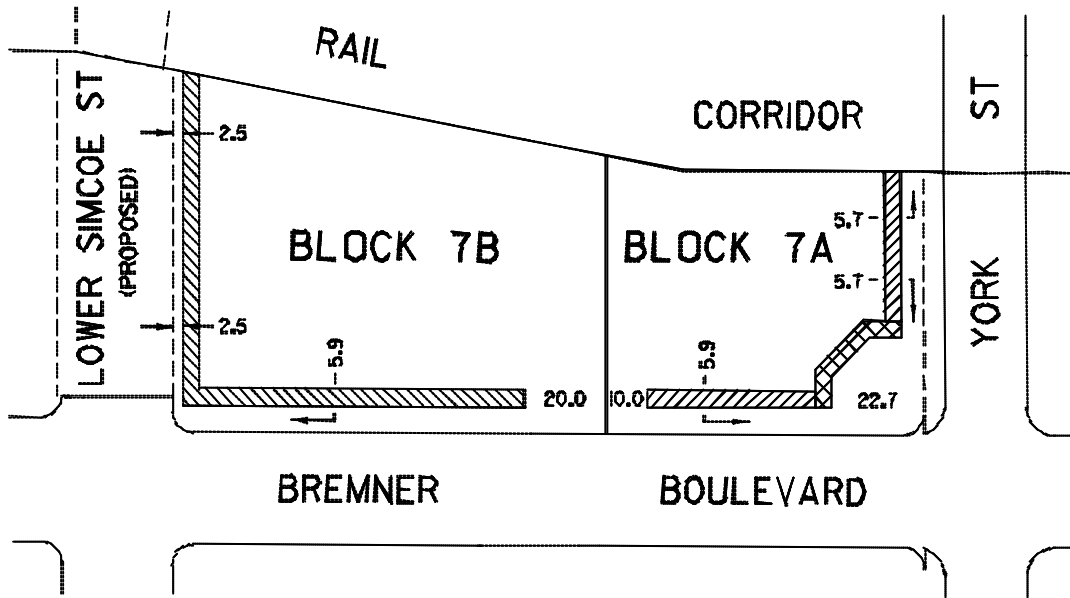 RAIL
CORRIDOR
ST
LOWER SIMCOE ST
(PROPOSED)
2.5
5.7
BLOCK 7B
BLOCK 7A
5.7
YORK
2.5
5.9
5.9
20.0
10.0
22.7
BREMNER
BOULEVARD